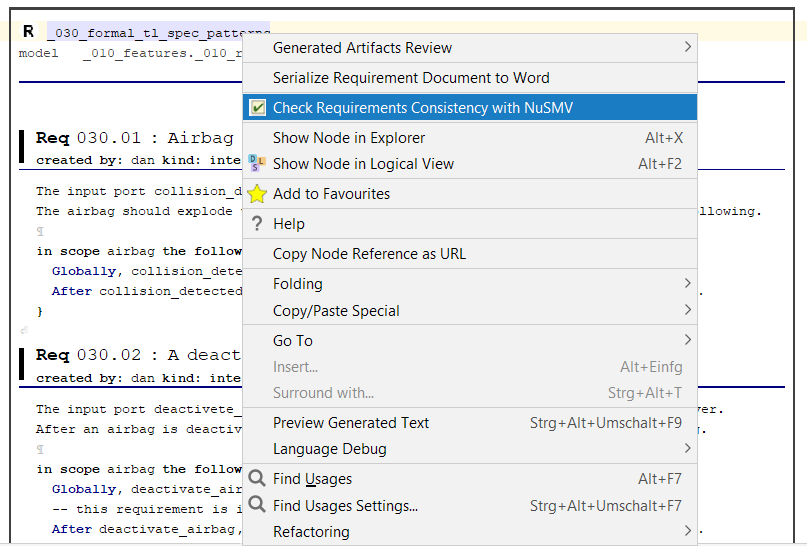 R _030_formal_tl_spec_patterns
model _010_features._010_r
Generated Artifacts Review
Serialize Requirement Document to Word
Check Requirements Consistency with NuSMV
Show Node in Explorer Alt+X
Show Node in Logical View Alt+F2
Add to Favourites
Help
Copy Node Reference as URL
Folding
Copy/Paste Special
Go To
Insert... Alt+Einfg
Surround with... Strg+Alt+T
Preview Generated Text Strg+Alt+Umschalt+F9
Language Debug
Find Usages Alt+F7
Find Usages Settings... Strg+Alt+Umschalt+F7
Refactoring
Req 030.01 : Airbag
created by: dan kind: inte
The input port collision_d
The airbag should explode llowing.
¶
in scope airbag the follow
Globally, collision_dete
After collision_detected .
}
Req 030.02 : A deact
created by: dan kind: inte
The input port deactivete_ ver.
After an airbag is deactiv .
¶
in scope airbag the follow
Globally, deactivate_air
-- this requirement is i
After deactivate_airbag, .